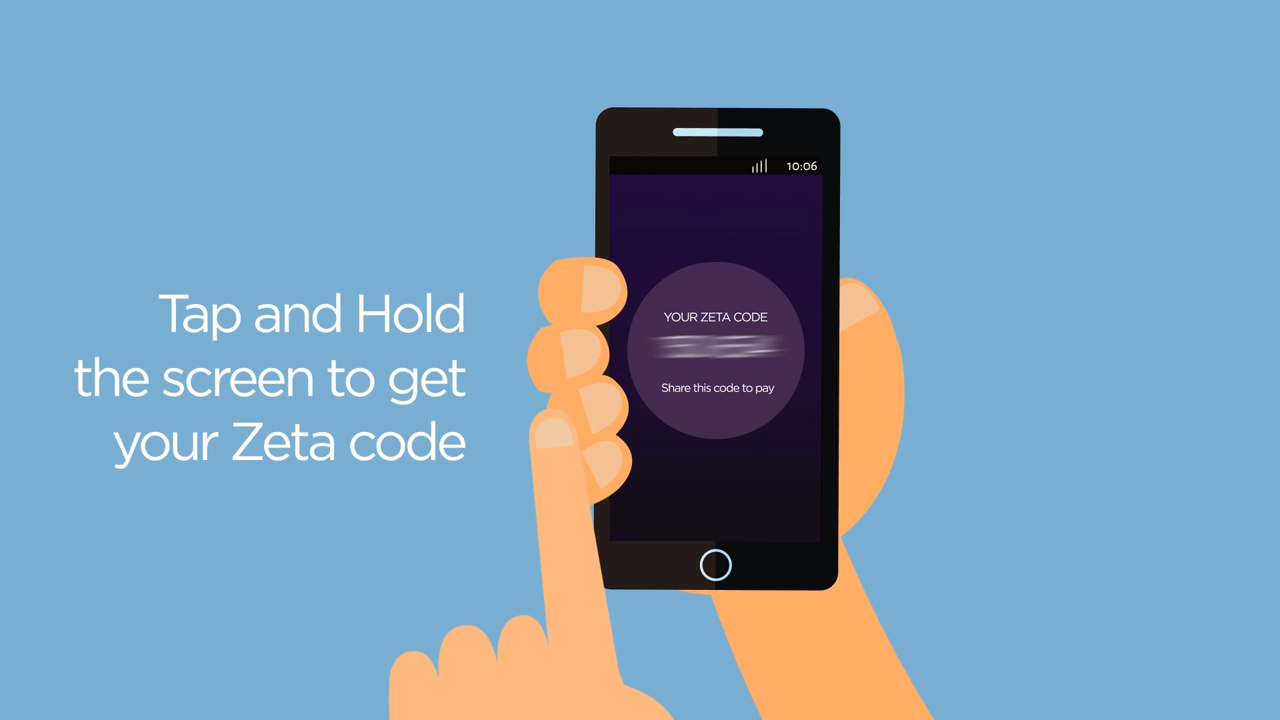 Tap and Hold
the screen to get
your Zeta code
10:06
YOUR ZETA CODE
Share this code to pay